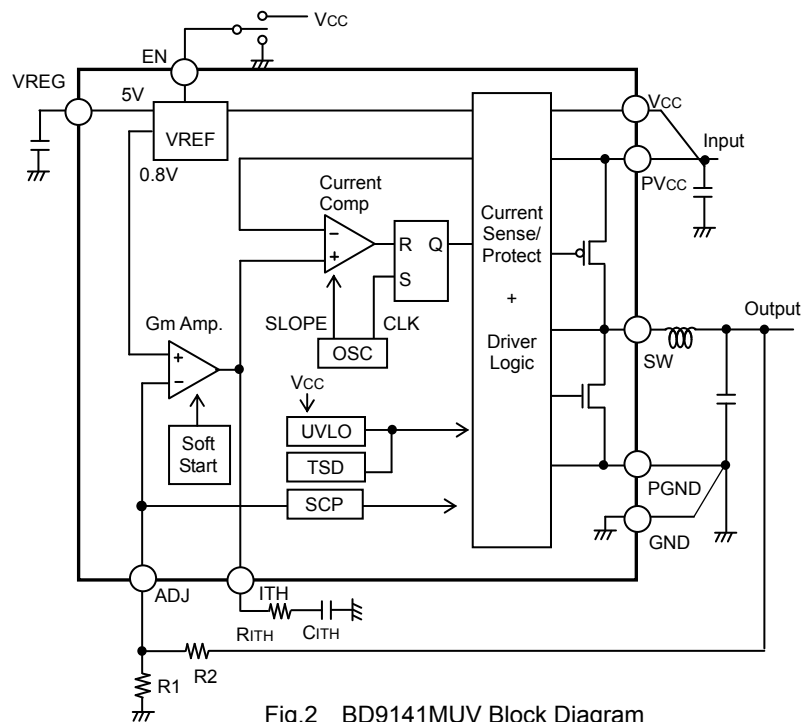 VCC
EN
VREG
5V
VREF
0.8V
VCC
Input
PVCC
Current
Comp
−
+
R Q
S
Current
Sense/
Protect
+
Driver
Logic
SLOPE
CLK
OSC
Gm Amp.
+
−
Soft
Start
VCC
UVLO
TSD
SCP
Output
SW
PGND
GND
ADJ
ITH
RITH
CITH
R2
R1
Fig.2 BD9141MUV Block Diagram